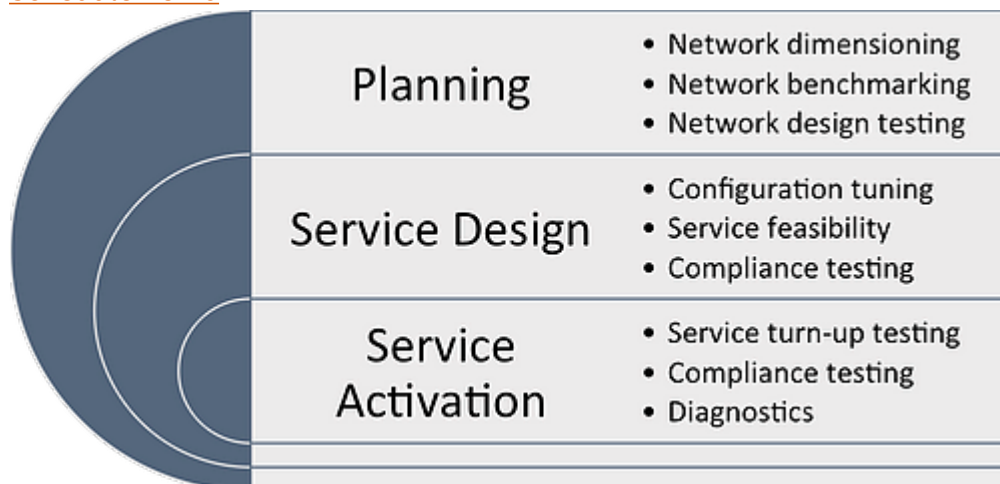 Planning
• Network dimensioning
• Network benchmarking
• Network design testing
Service Design
• Configuration tuning
• Service feasibility
• Compliance testing
Service
Activation
• Service turn-up testing
• Compliance testing
• Diagnostics